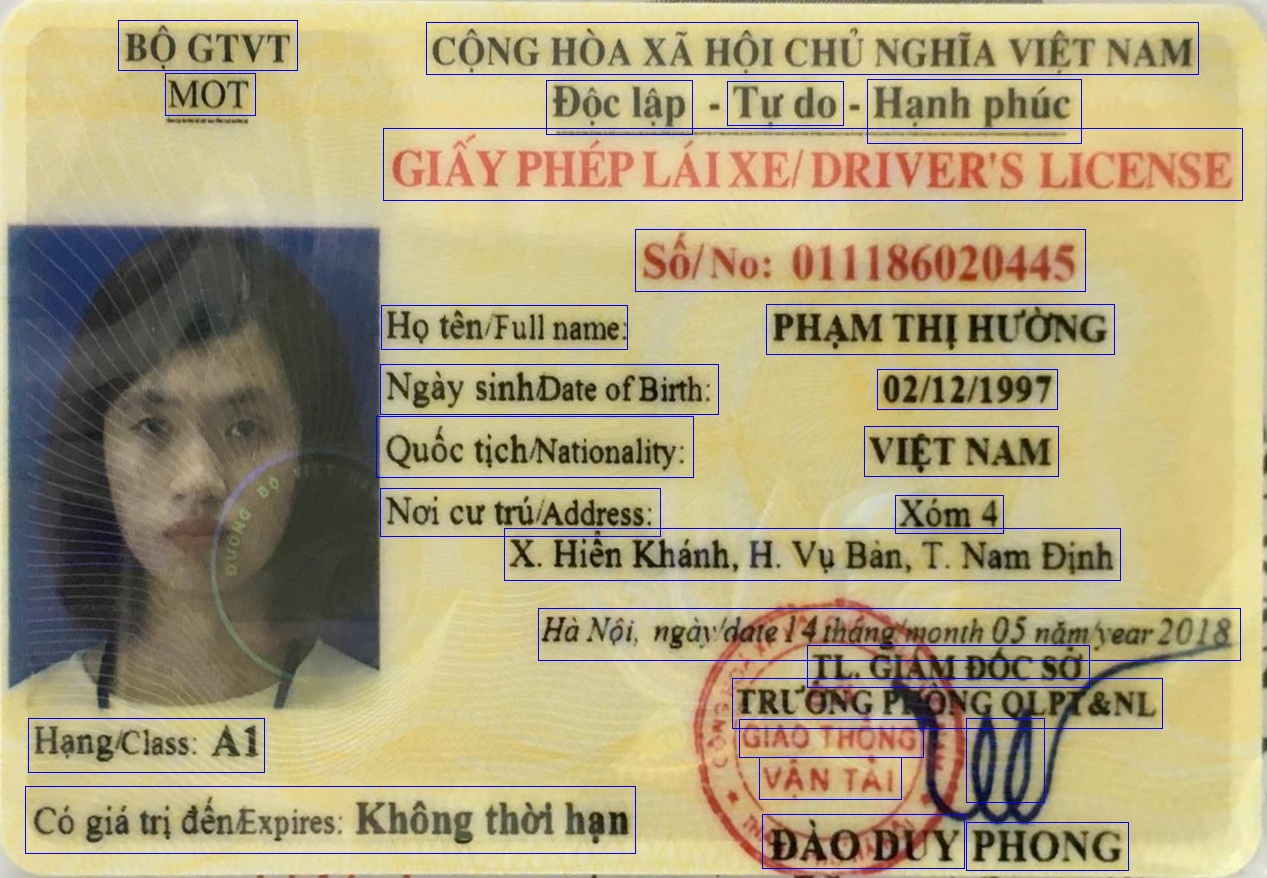 BỘ GTVT
MOT
CỘNG HÒA XÃ HỘI CHỦ NGHĨA VIỆT NAM
Độc lập - Tự do - Hạnh phúc
GIẤY PHÉP LÁI XE/ DRIVER'S LICENSE
Số/No: 011186020445
Họ tên/Full name: PHẠM THỊ HƯỜNG
Ngày sinh/Date of Birth: 02/12/1997
Quốc tịch/Nationality: VIỆT NAM
Nơi cư trú/Address: Xóm 4
X. Hiển Khánh, H. Vụ Bản, T. Nam Định
Hà Nội, ngày/date 14 tháng/month 05 năm/year 2018
TL. GIÁM ĐỐC SỞ
TRƯỞNG PHÒNG QLPT&NL
GIAO THÔNG
VẬN TẢI
ĐÀO DUY PHONG
Hạng/Class: A1
Có giá trị đến/Expires: Không thời hạn